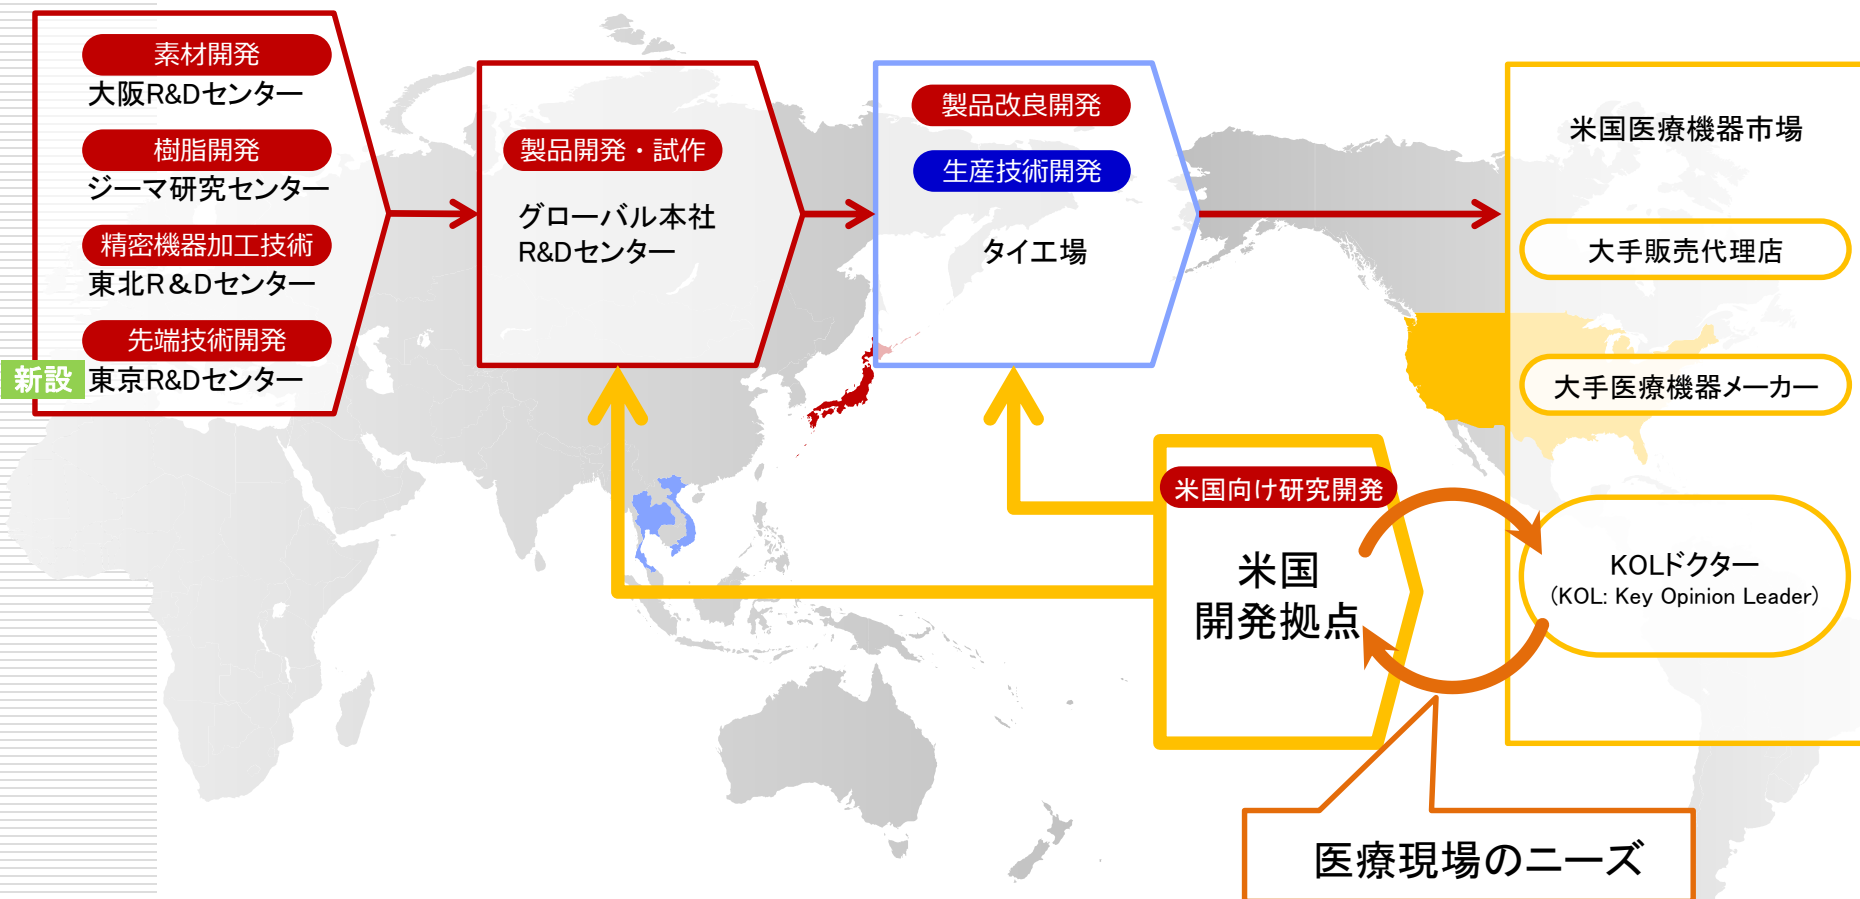 素材開発
大阪R&Dセンター
樹脂開発
ジーマ研究センター
精密機器加工技術
東北R&Dセンター
先端技術開発
新設
東京R&Dセンター
製品開発・試作
グローバル本社
R&Dセンター
製品改良開発
生産技術開発
タイ工場
米国医療機器市場
大手販売代理店
大手医療機器メーカー
米国向け研究開発
米国
開発拠点
KOLドクター
(KOL: Key Opinion Leader)
医療現場のニーズ